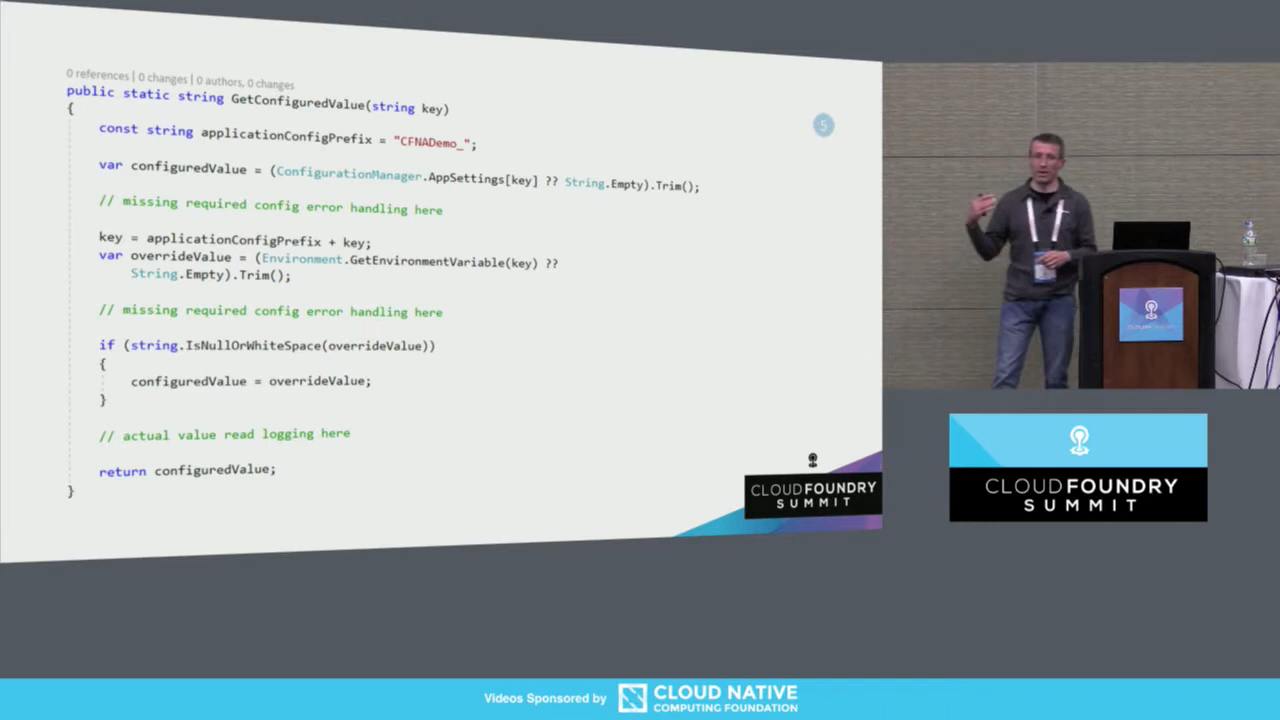 0 references | 0 changes | 0 authors, 0 changes
public static string GetConfiguredValue(string key)
{
const string applicationConfigPrefix = "CFNADemo_";
var configuredValue = (ConfigurationManager.AppSettings[key] ?? String.Empty).Trim();
// missing required config error handling here
key = applicationConfigPrefix + key;
var overrideValue = (Environment.GetEnvironmentVariable(key) ??
String.Empty).Trim();
// missing required config error handling here
if (string.IsNullOrWhiteSpace(overrideValue))
{
configuredValue = overrideValue;
}
// actual value read logging here
return configuredValue;
}
5
CLOUDFOUNDRY
SUMMIT
CLOUD FOUNDRY
CLOUDFOUNDRY
SUMMIT
Videos Sponsored by
CLOUD NATIVE
COMPUTING FOUNDATION